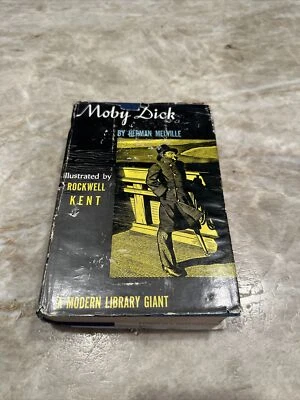 Moby Dick
BY HERMAN MELVILLE
illustrated by
ROCKWELL
KENT
A MODERN LIBRARY GIANT